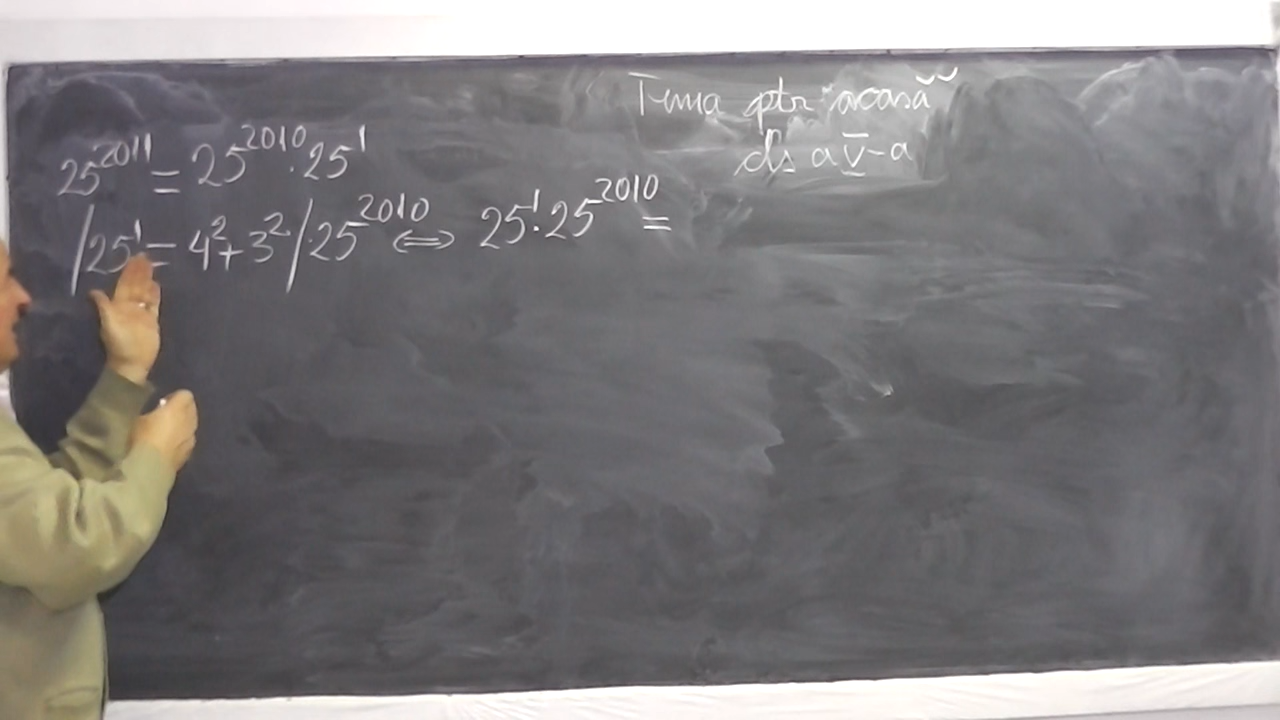 Tema ptr acasă
cls a V-a
25^2011 = 25^2010 · 25^1
/25^1 = 4^2 + 3^2 / · 25^2010 ⇔ 25^1 · 25^2010 =